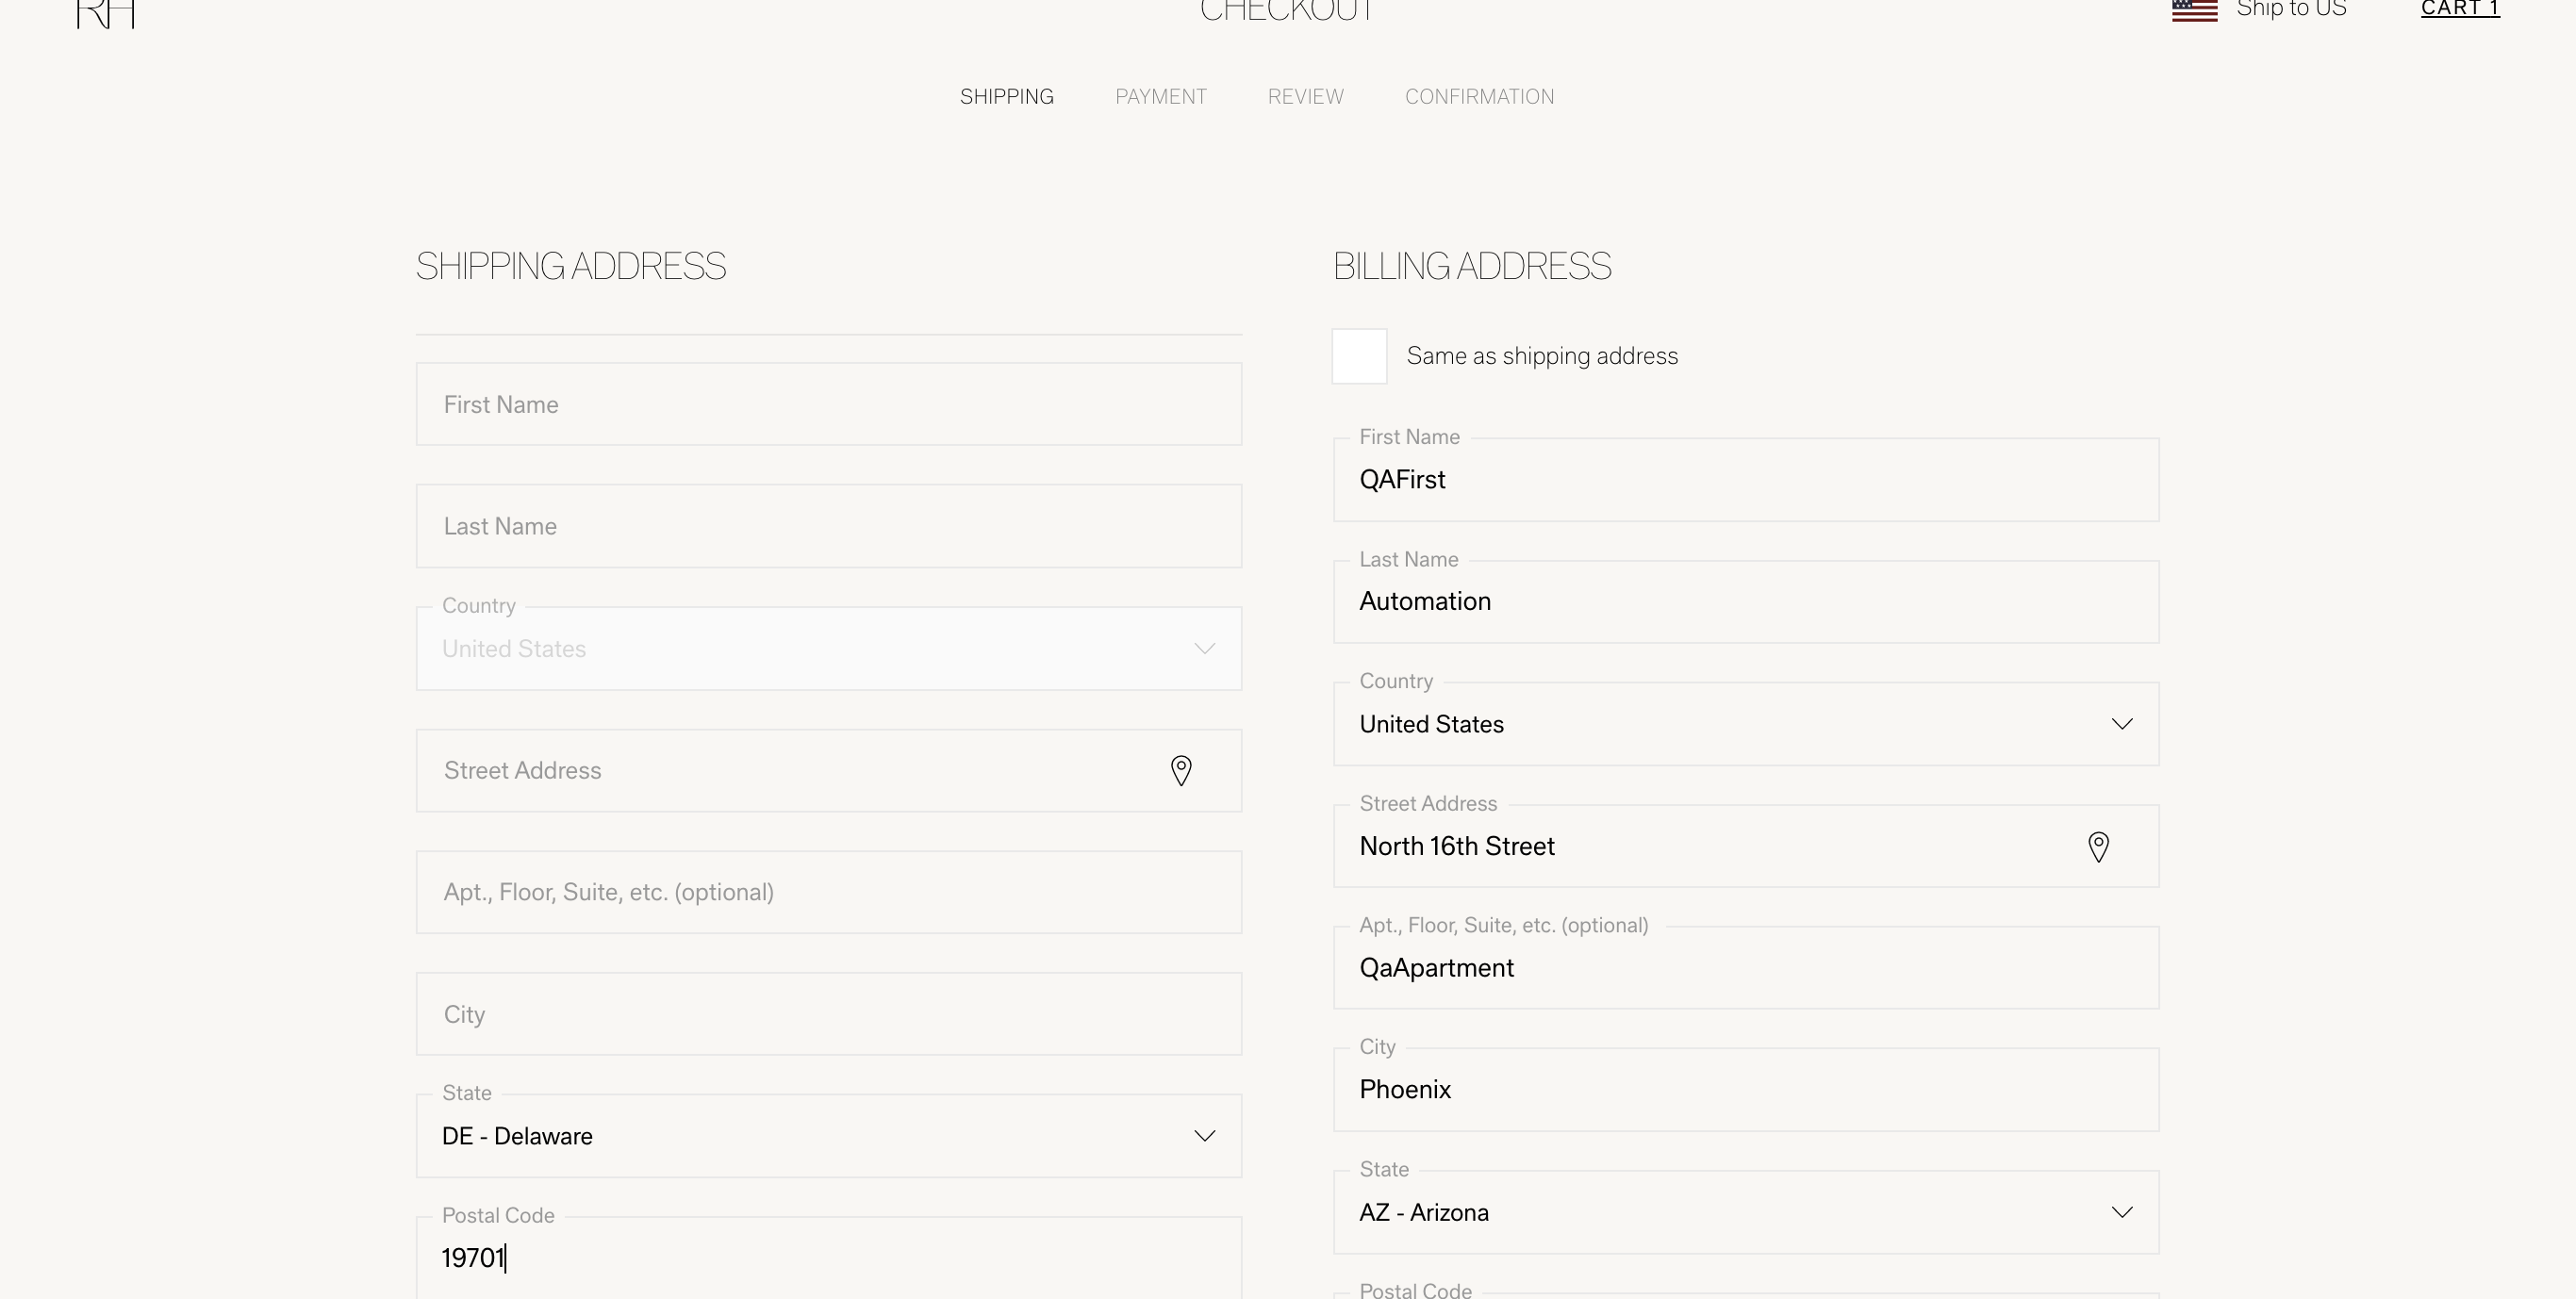 RH
CHECKOUT
Ship to US
CART 1
SHIPPING
PAYMENT
REVIEW
CONFIRMATION
SHIPPING ADDRESS
First Name
Last Name
Country
United States
Street Address
Apt., Floor, Suite, etc. (optional)
City
State
DE - Delaware
Postal Code
19701
BILLING ADDRESS
Same as shipping address
First Name
QAFirst
Last Name
Automation
Country
United States
Street Address
North 16th Street
Apt., Floor, Suite, etc. (optional)
QaApartment
City
Phoenix
State
AZ - Arizona
Postal Code